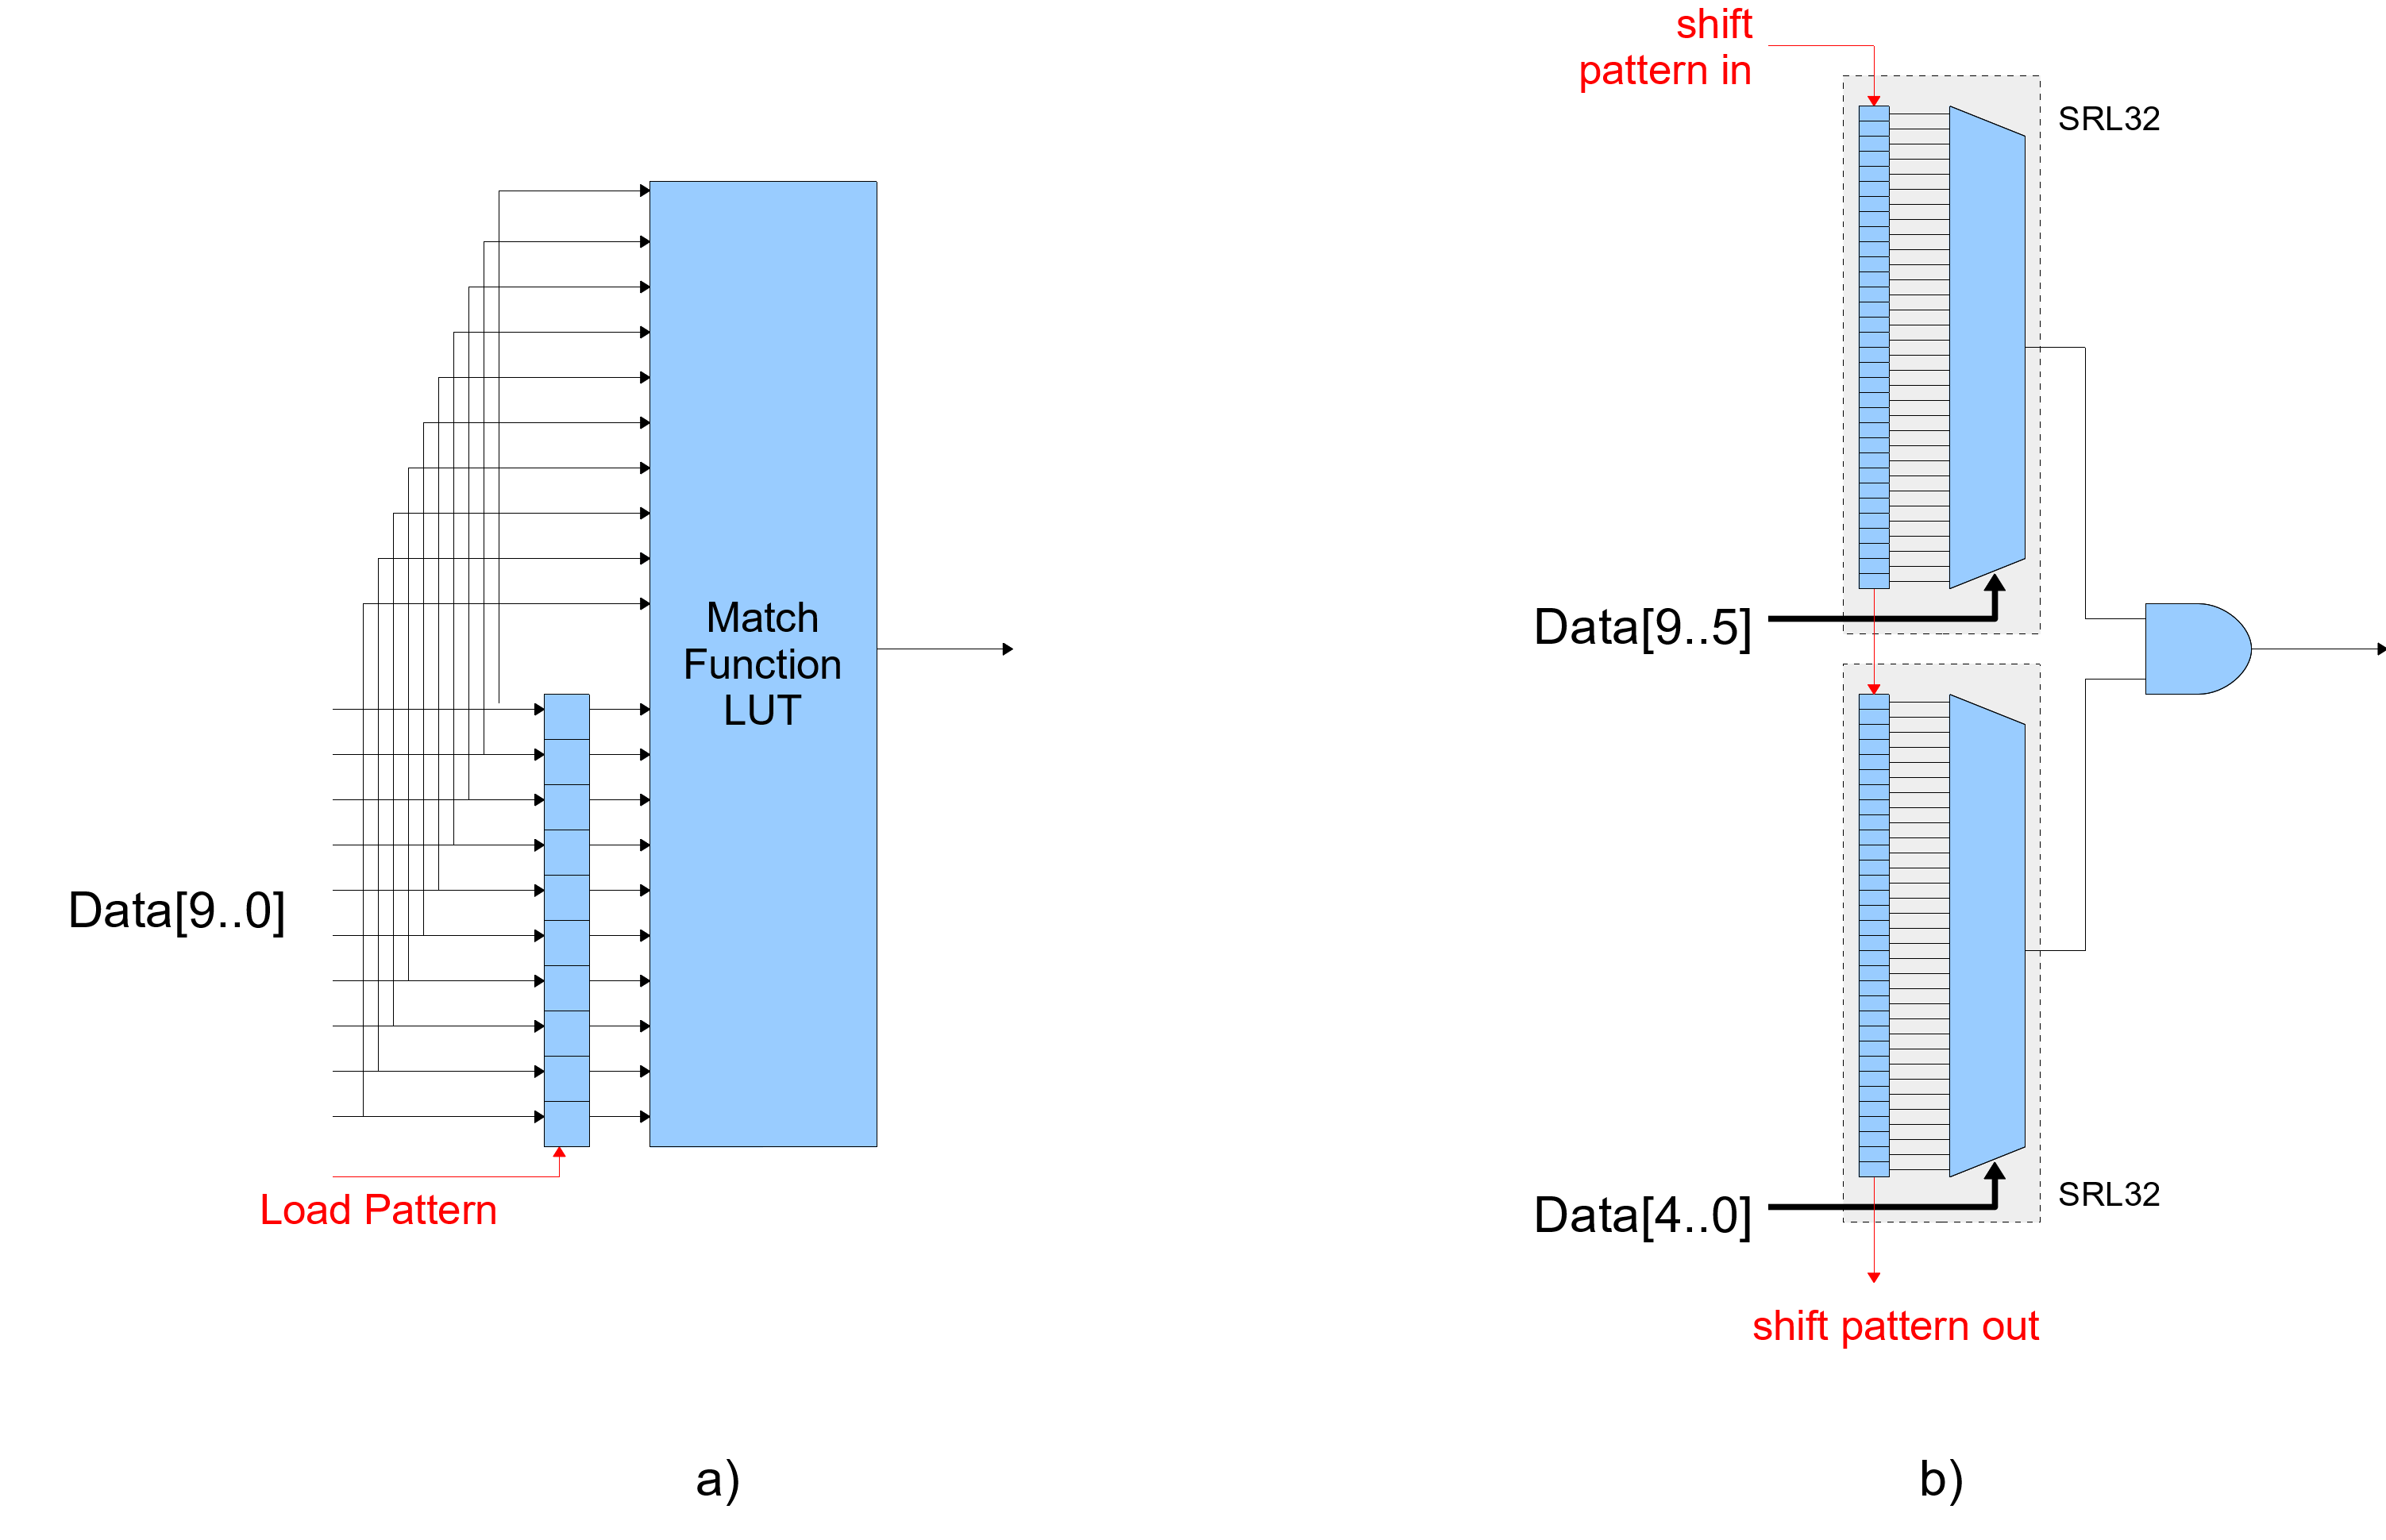 Data[9..0]
Load Pattern
Match
Function
LUT
a)
shift
pattern in
SRL32
Data[9..5]
Data[4..0]
SRL32
shift pattern out
b)